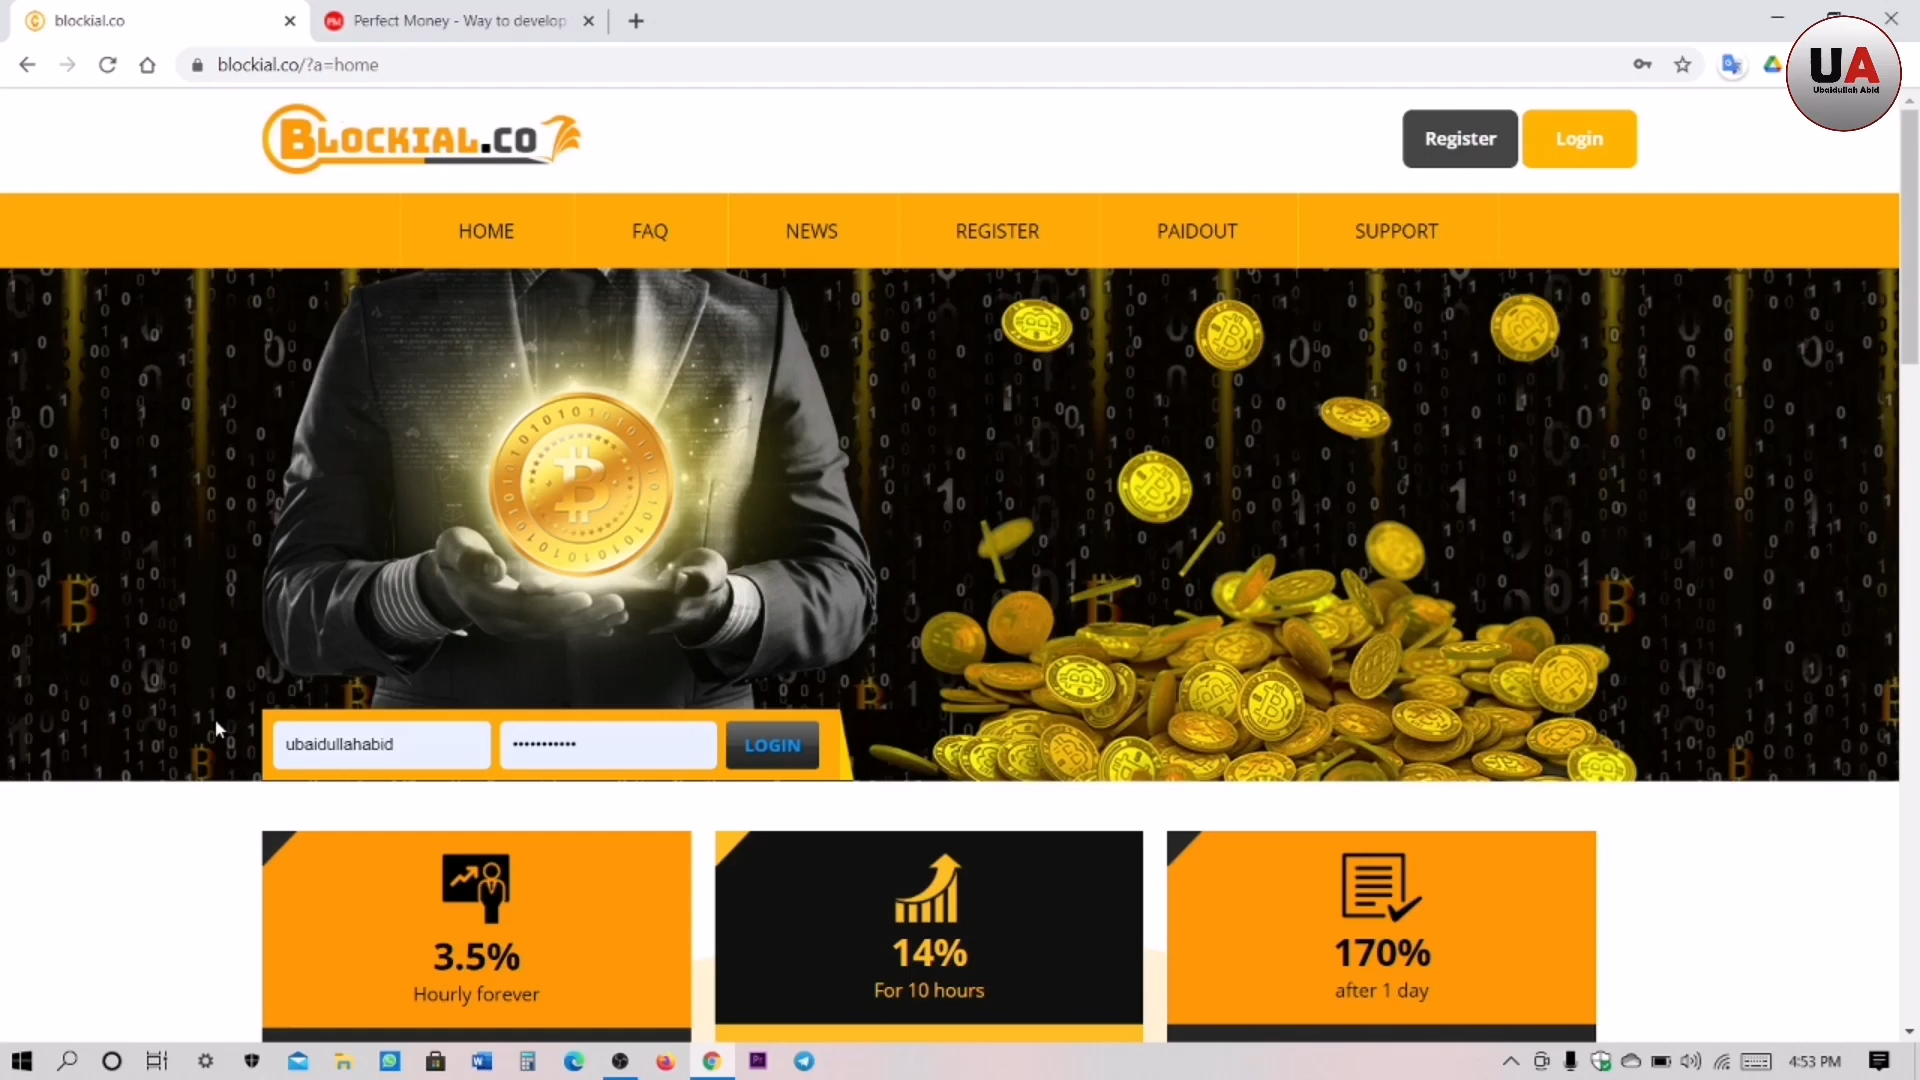 blockial.co
Perfect Money - Way to develop
blockial.co/?a=home
UA
Ubaidullah Abid
BLOCKIAL.CO
Register
Login
HOME
FAQ
NEWS
REGISTER
PAIDOUT
SUPPORT
ubaidullahabid
•••••••••••
LOGIN
3.5%
Hourly forever
14%
For 10 hours
170%
after 1 day
4:53 PM